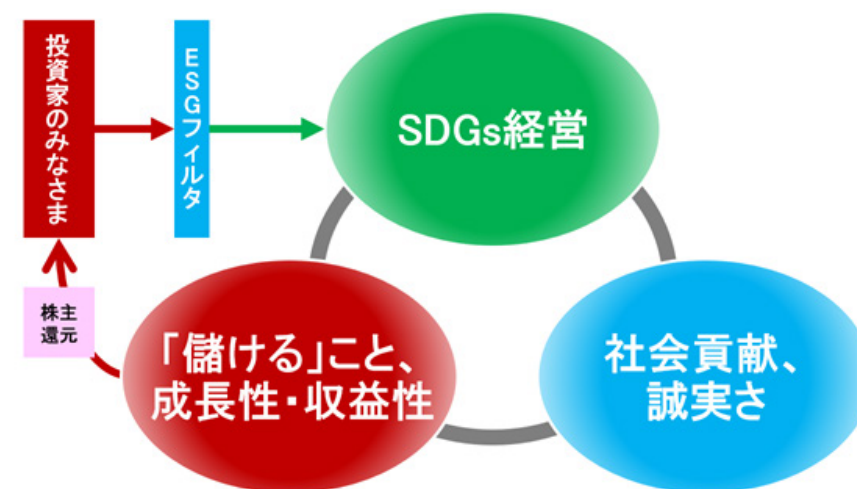 投資家のみなさま
ESGフィルタ
SDGs経営
株主
還元
「儲ける」こと、
成長性・収益性
社会貢献、
誠実さ